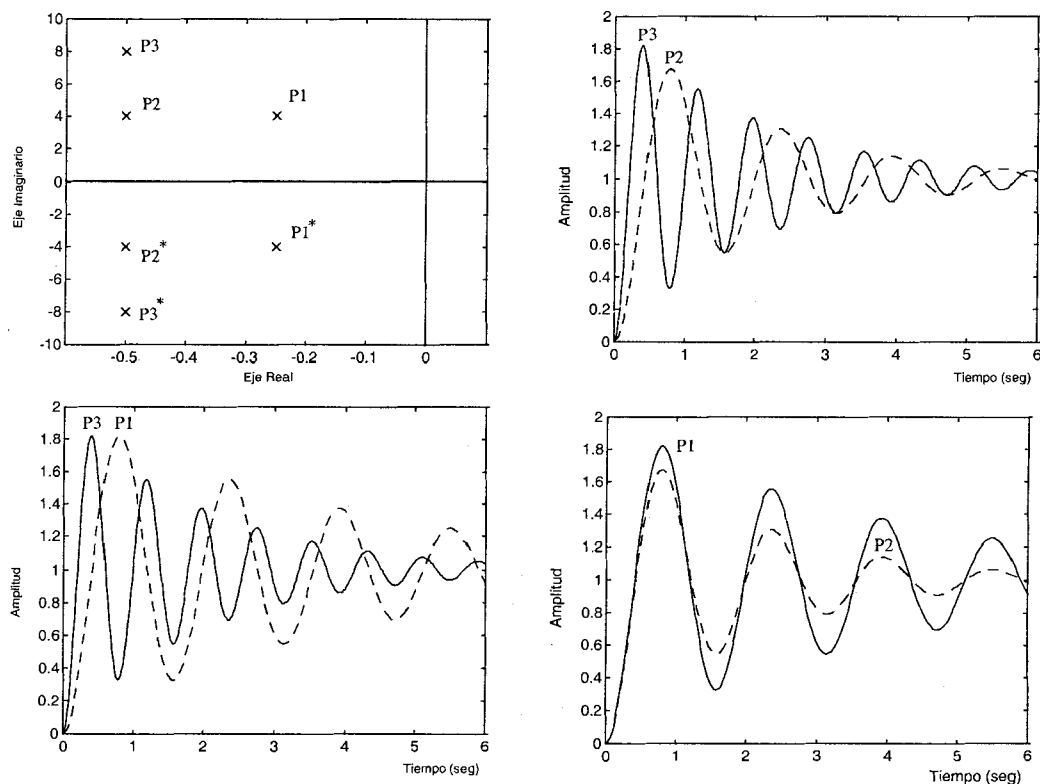 10
8
6
4
2
0
-2
-4
-6
-8
-10
Eje Imaginario
P3
P2
P1
P1*
P2*
P3*
-0.5 -0.4 -0.3 -0.2 -0.1 0
Eje Real
2
1.8
1.6
1.4
1.2
1
0.8
0.6
0.4
0.2
0
Amplitud
P3
P2
0 1 2 3 4 5 6
Tiempo (seg)
2
1.8
1.6
1.4
1.2
1
0.8
0.6
0.4
0.2
0
Amplitud
P3 P1
0 1 2 3 4 5 6
Tiempo (seg)
2
1.8
1.6
1.4
1.2
1
0.8
0.6
0.4
0.2
0
Amplitud
P1
P2
0 1 2 3 4 5 6
Tiempo (seg)